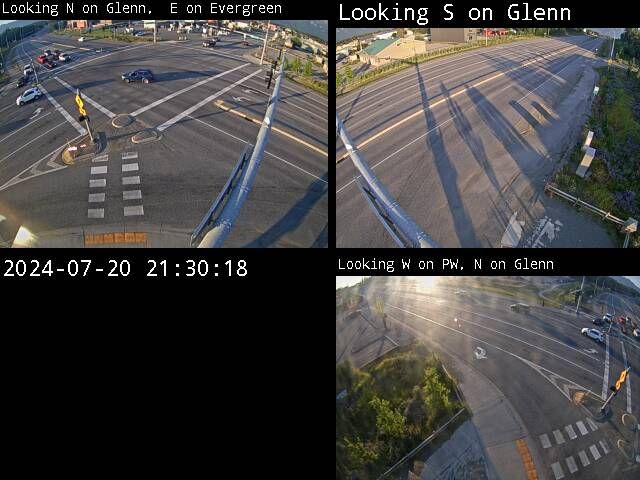 Looking N on Glenn,  E on Evergreen
Looking S on Glenn
2024-07-20 21:30:18
Looking W on PW, N on Glenn